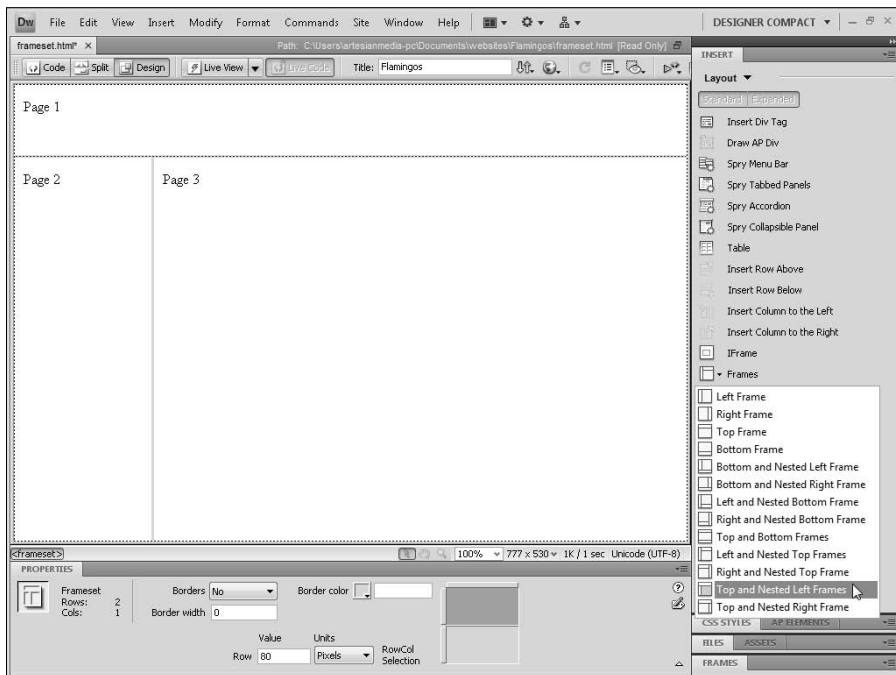 Dw File Edit View Insert Modify Format Commands Site Window Help DESIGNER COMPACT
frameset.html* × Path: C:\Users\artesianmedia-pc\Documents\websites\Flamingos\frameset.html [Read Only]
Code Split Design Live View Live Code Title: Flamingos
Page 1
Page 2 Page 3
<frameset> 100% 777 x 530 1K / 1 sec Unicode (UTF-8)
PROPERTIES
Frameset Borders No Border color
Rows: 2
Cols: 1 Border width 0
Value Units
Row 80 Pixels RowCol
Selection
INSERT
Layout
Standard Expanded
Insert Div Tag
Draw AP Div
Spry Menu Bar
Spry Tabbed Panels
Spry Accordion
Spry Collapsible Panel
Table
Insert Row Above
Insert Row Below
Insert Column to the Left
Insert Column to the Right
IFrame
Frames
Left Frame
Right Frame
Top Frame
Bottom Frame
Bottom and Nested Left Frame
Bottom and Nested Right Frame
Left and Nested Bottom Frame
Right and Nested Bottom Frame
Top and Bottom Frames
Left and Nested Top Frames
Right and Nested Top Frame
Top and Nested Left Frames
Top and Nested Right Frame
CSS STYLES AP ELEMENTS
FILES ASSETS
FRAMES